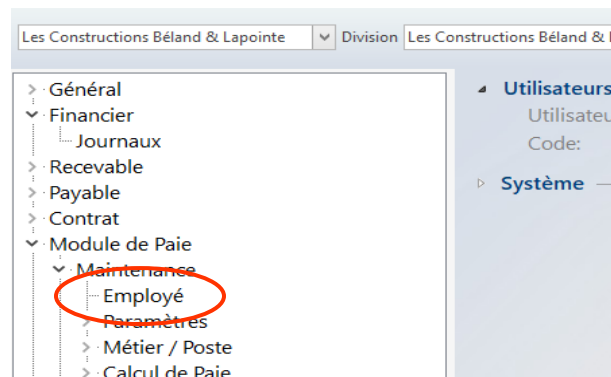 Les Constructions Béland & Lapointe Division Les Constructions Béland &
Général
Financier
Journaux
Recevable
Payable
Contrat
Module de Paie
Maintenance
Employé
Paramètres
Métier / Poste
Calcul de Paie
Utilisateurs
Utilisateu
Code:
Système